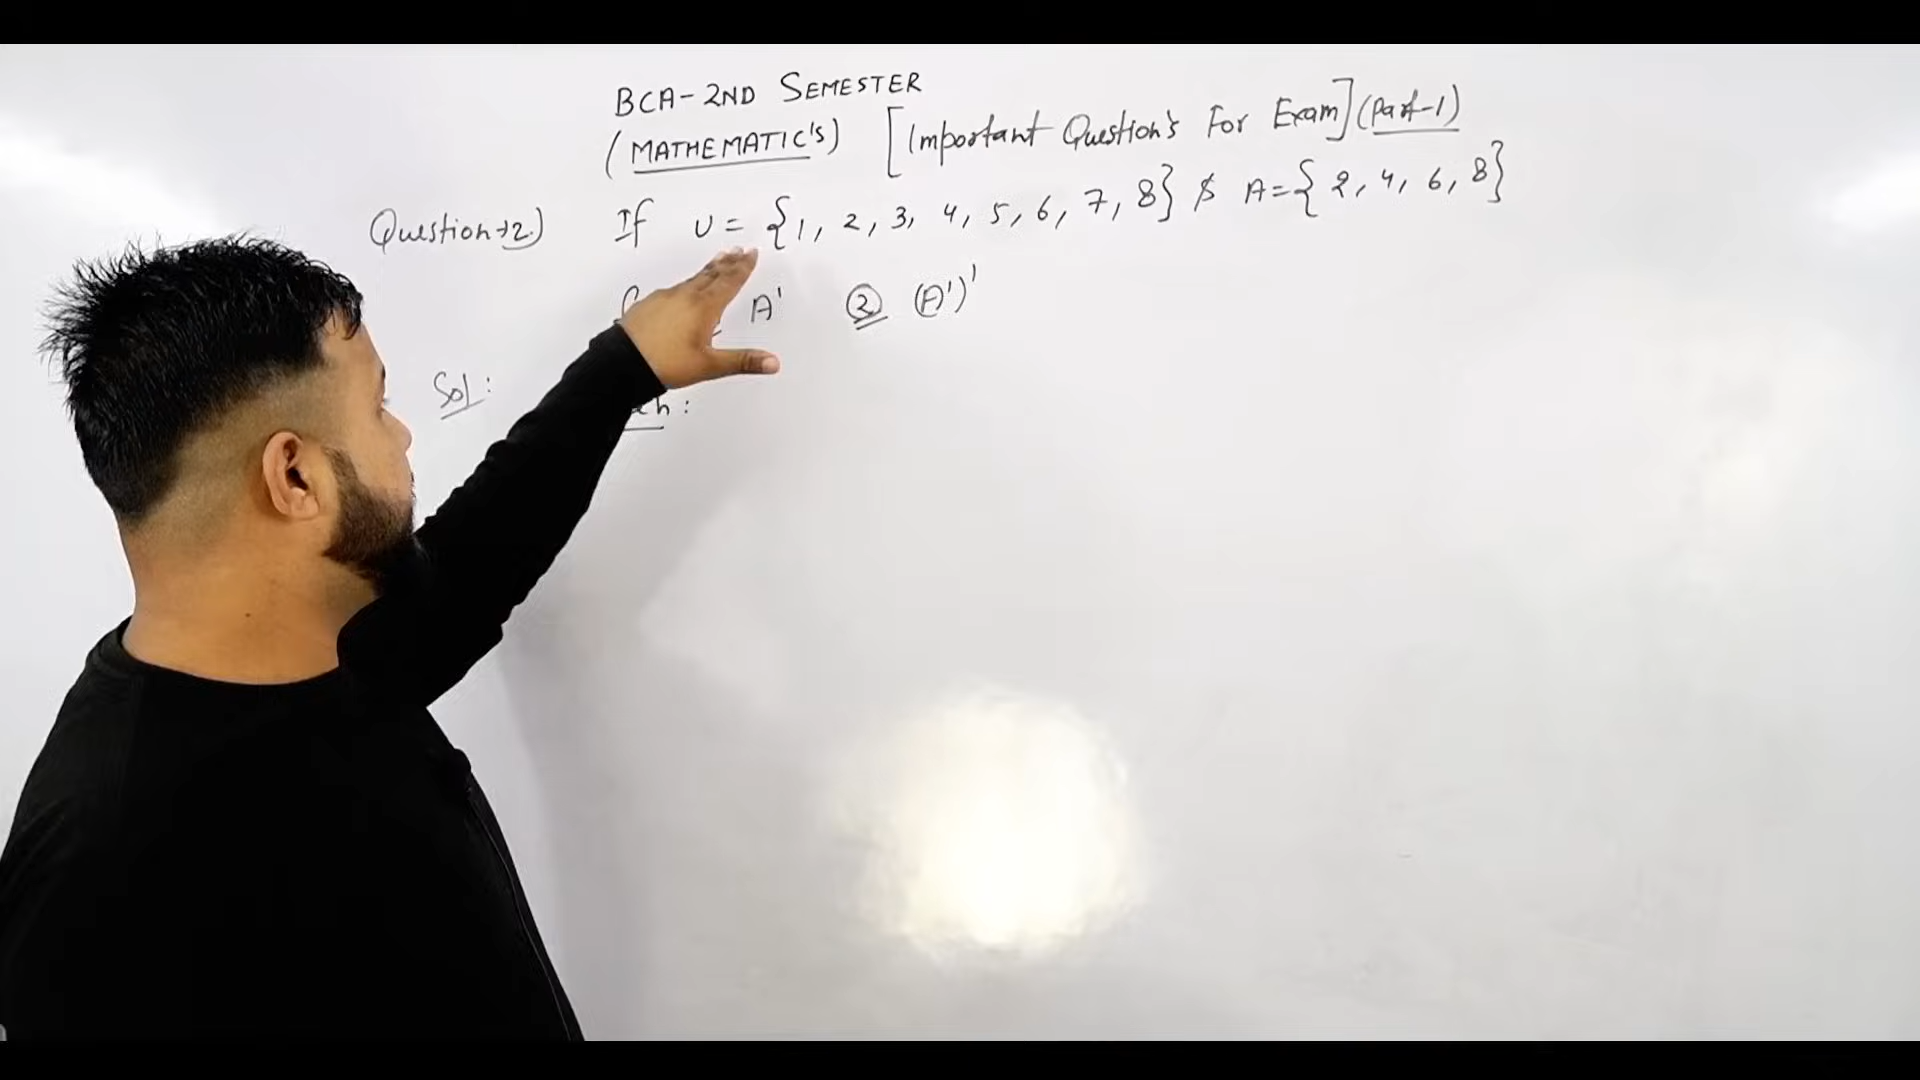 BCA-2ND SEMESTER
(MATHEMATIC'S) [Important Question's For Exam] (Part-1)
Question→2.) If U = {1, 2, 3, 4, 5, 6, 7, 8} & A={2, 4, 6, 8}
A' ② (A')'
Sol: